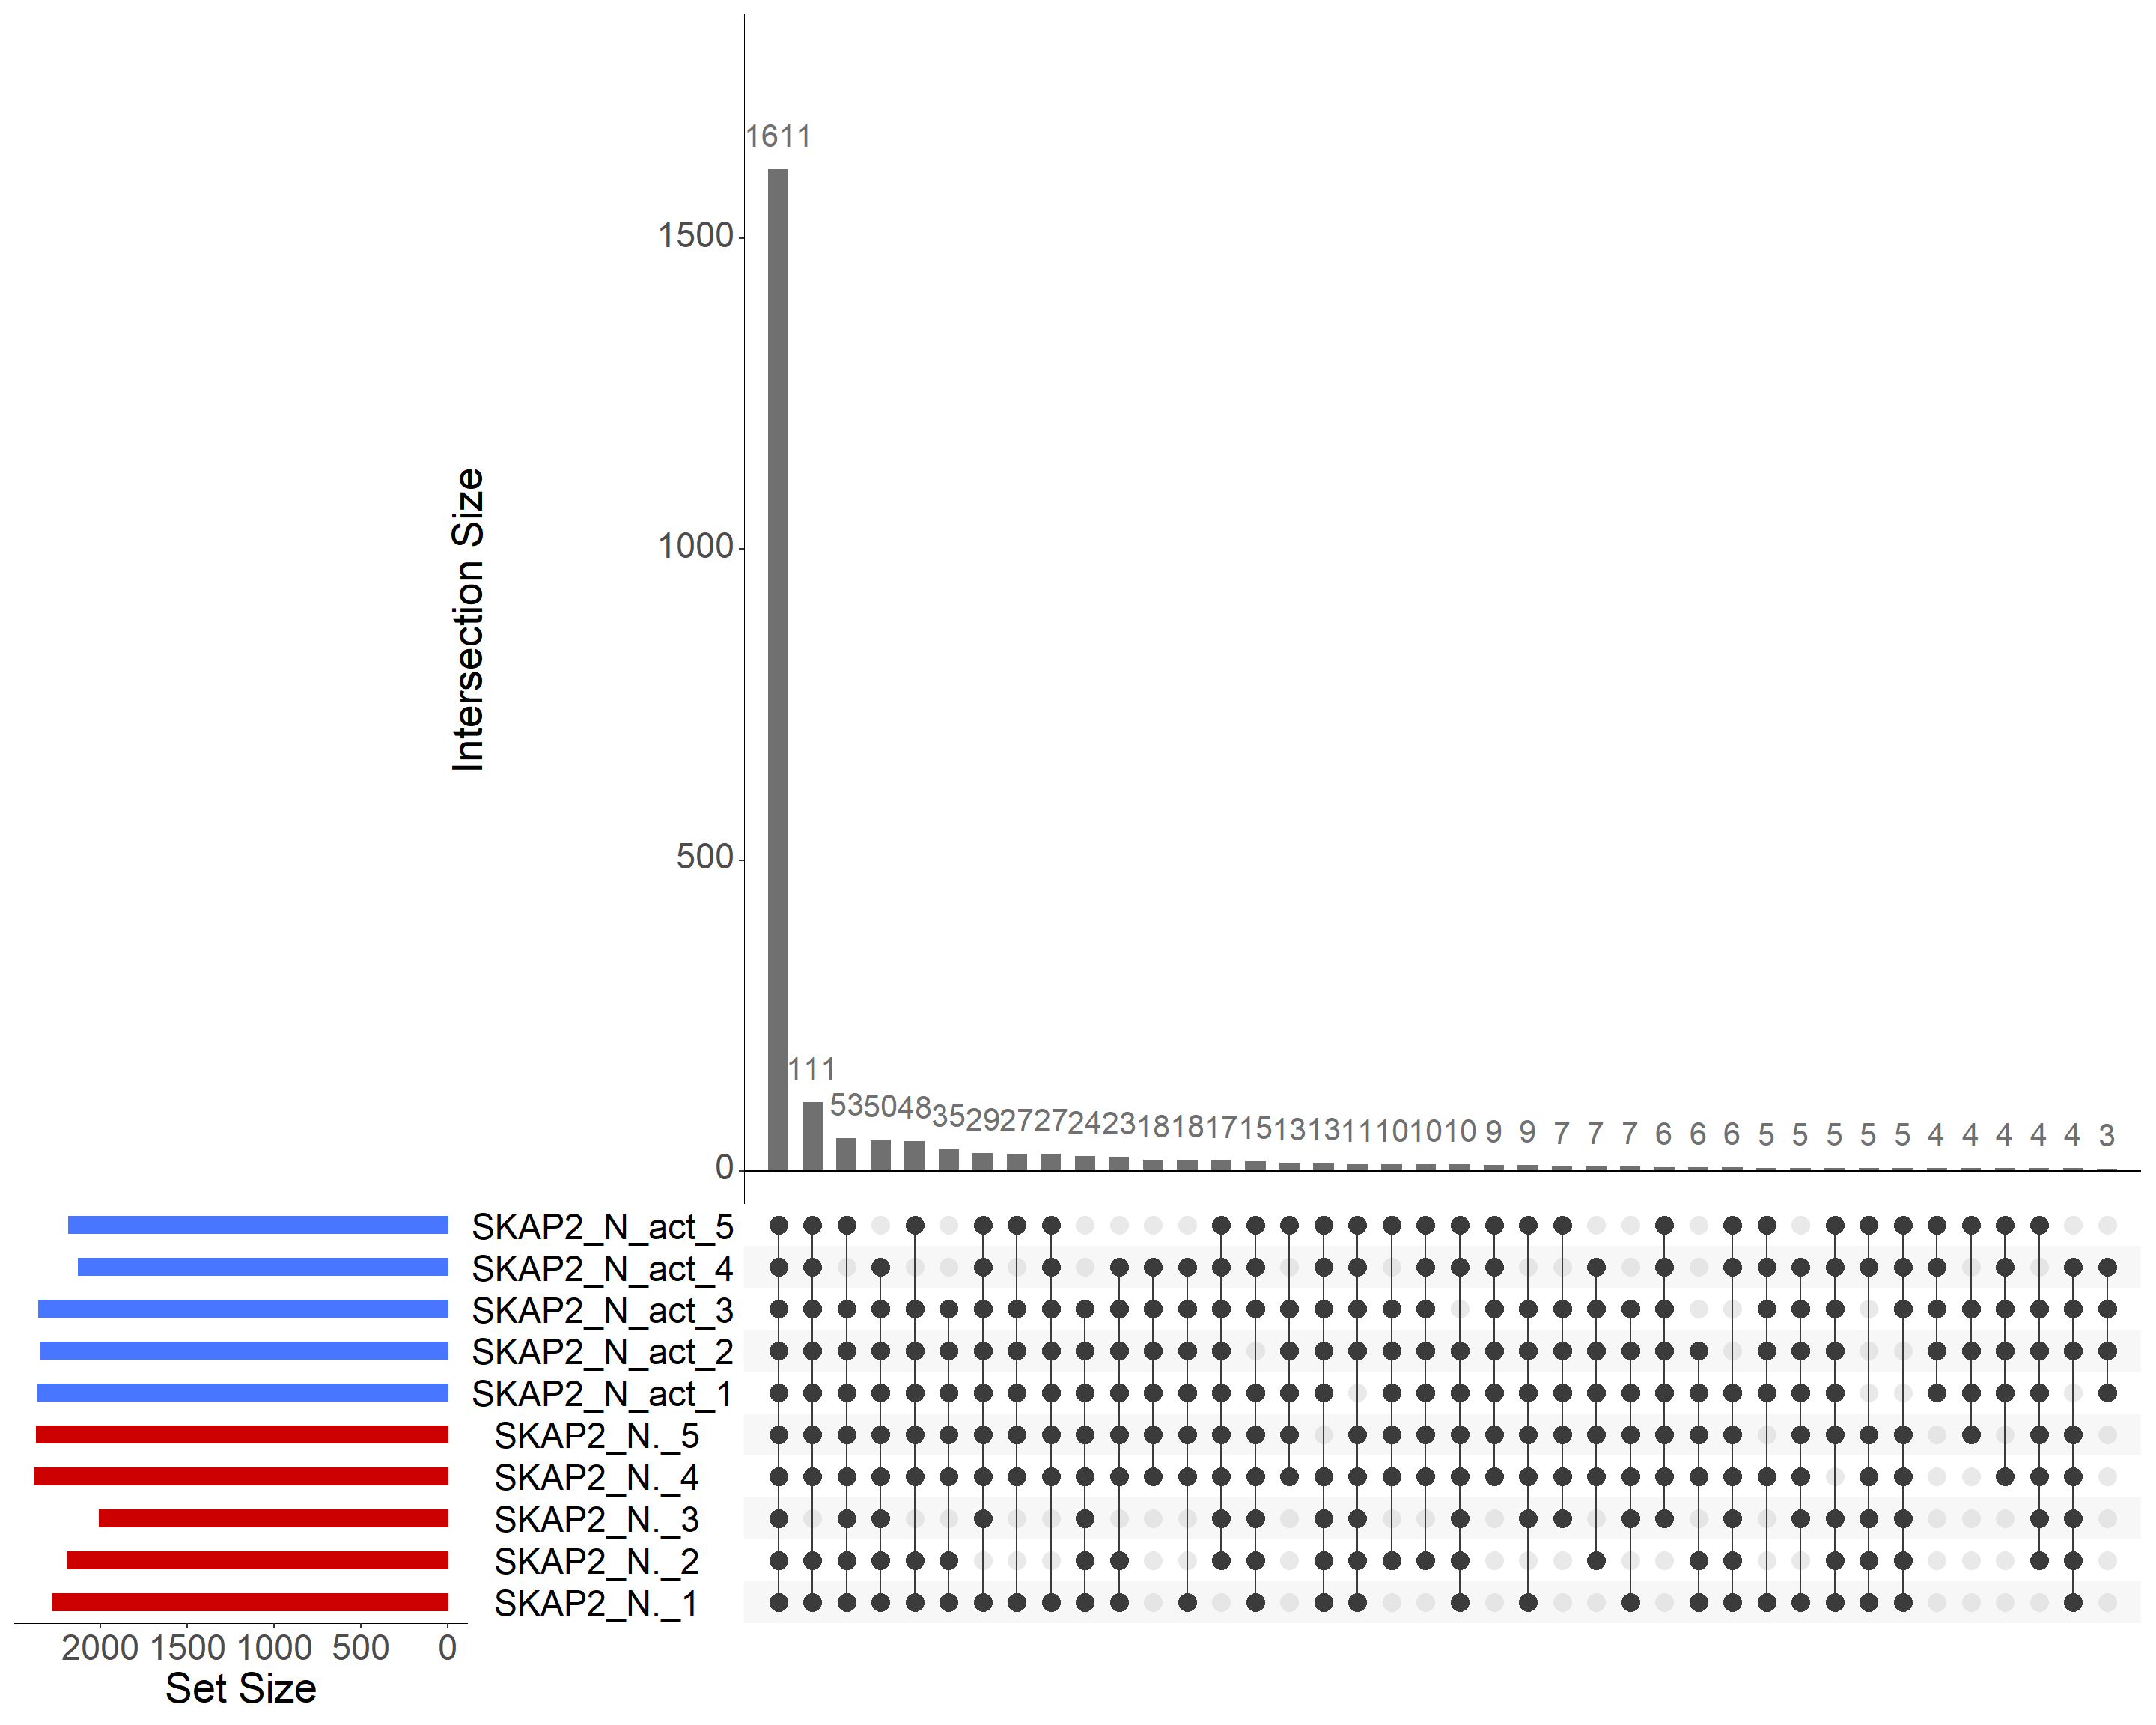 Intersection Size
1500
1000
500
0
1611
111
53 50 48 35 29 27 27 24 23 18 18 17 15 13 13 11 10 10 10 9 9 7 7 7 6 6 6 5 5 5 5 5 4 4 4 4 4 3
SKAP2_N_act_5
SKAP2_N_act_4
SKAP2_N_act_3
SKAP2_N_act_2
SKAP2_N_act_1
SKAP2_N._5
SKAP2_N._4
SKAP2_N._3
SKAP2_N._2
SKAP2_N._1
2000 1500 1000 500 0
Set Size